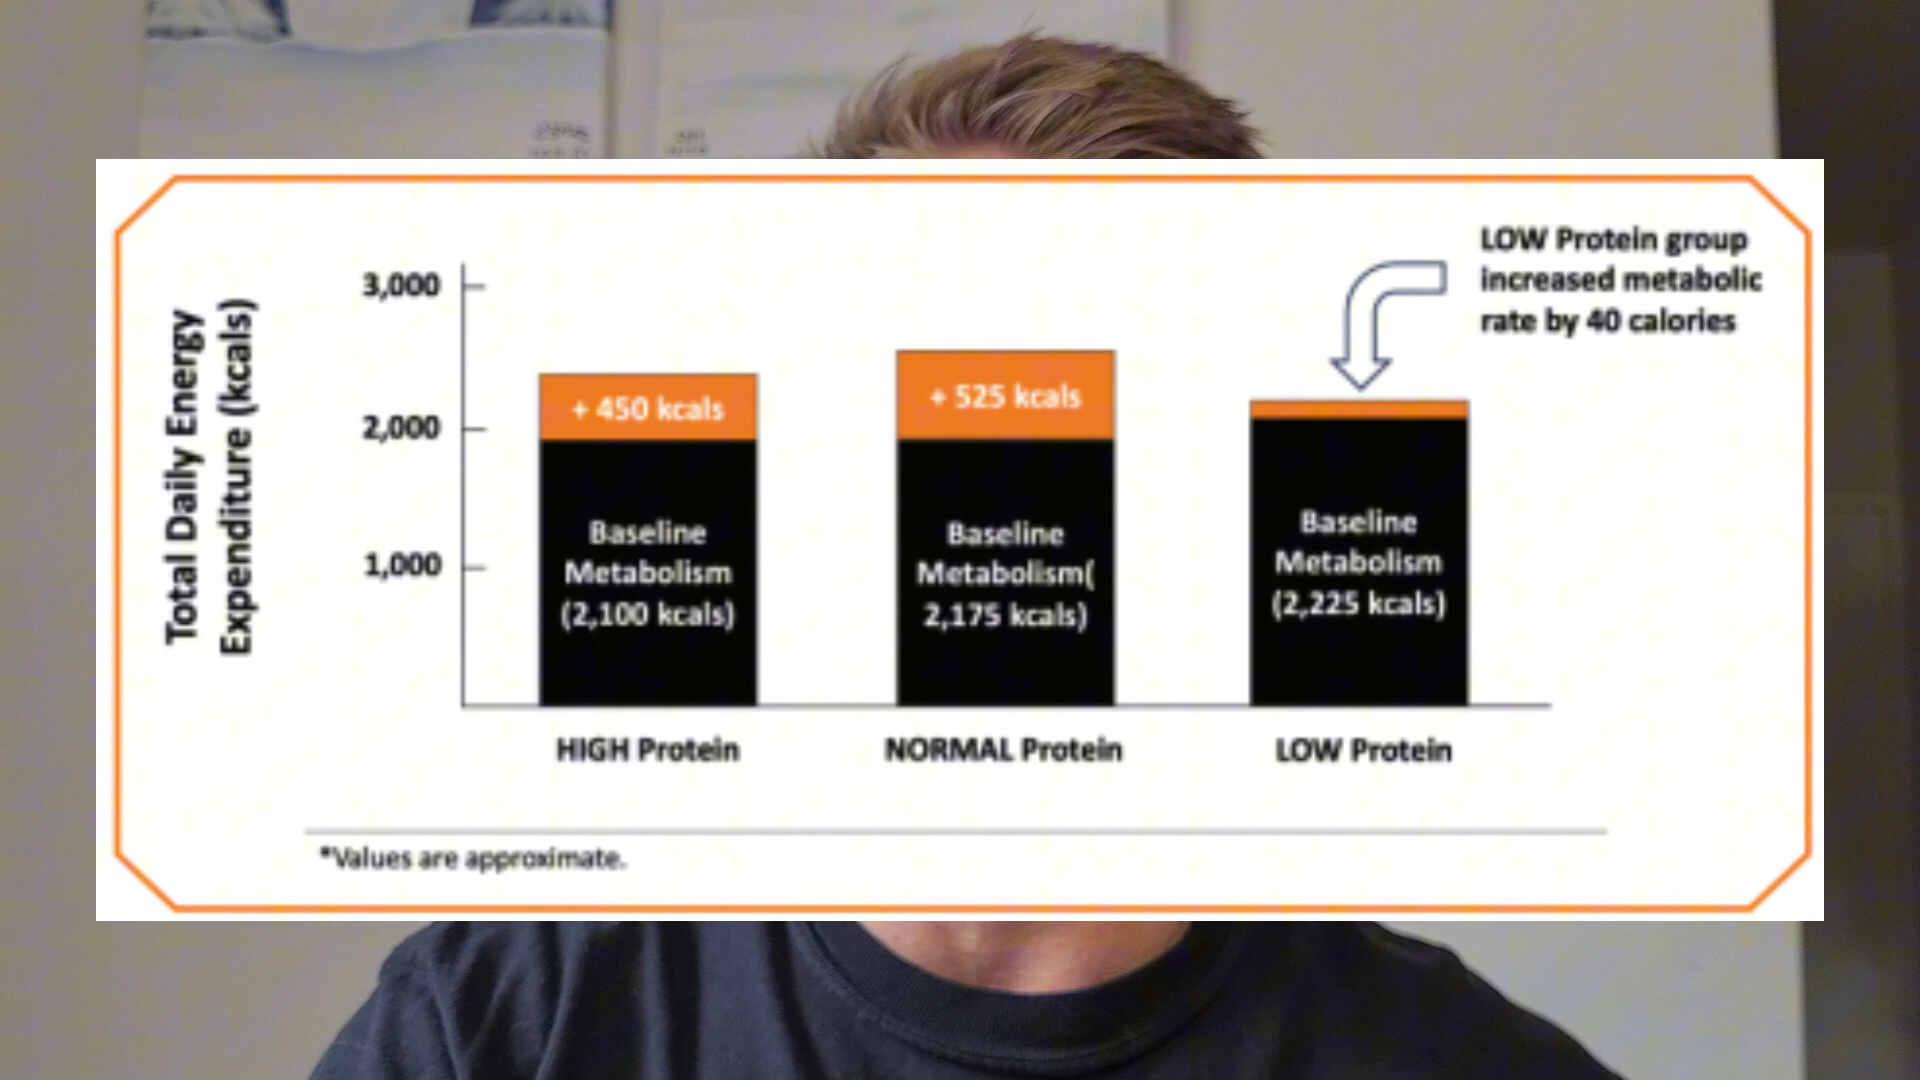 LOW Protein group
increased metabolic
rate by 40 calories
Total Daily Energy
Expenditure (kcals)
3,000
2,000
1,000
+ 450 kcals
+ 525 kcals
Baseline
Metabolism
(2,100 kcals)
Baseline
Metabolism(
2,175 kcals)
Baseline
Metabolism
(2,225 kcals)
HIGH Protein
NORMAL Protein
LOW Protein
*Values are approximate.